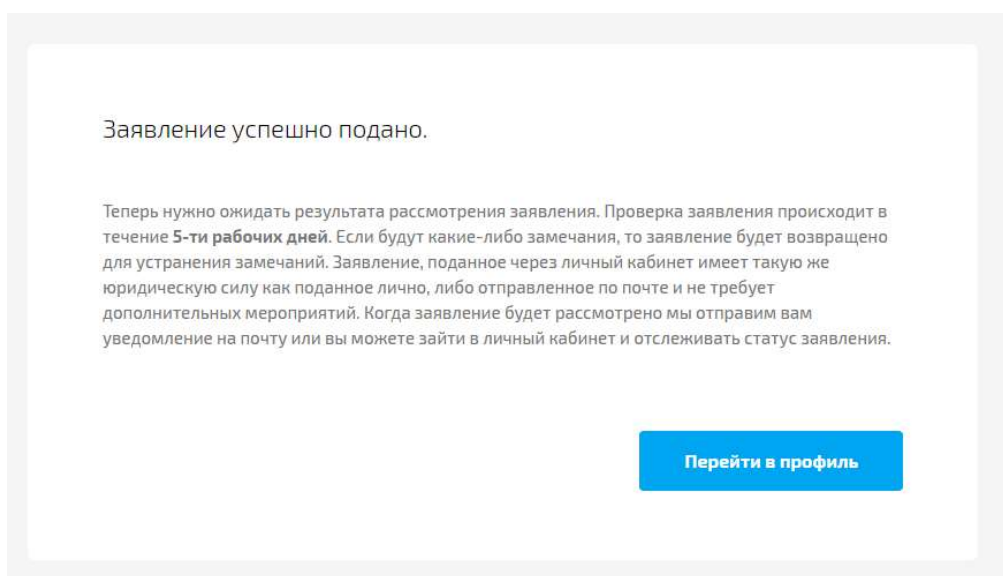 Заявление успешно подано.
Теперь нужно ожидать результата рассмотрения заявления. Проверка заявления происходит в
течение 5-ти рабочих дней. Если будут какие-либо замечания, то заявление будет возвращено
для устранения замечаний. Заявление, поданное через личный кабинет имеет такую же
юридическую силу как поданное лично, либо отправленное по почте и не требует
дополнительных мероприятий. Когда заявление будет рассмотрено мы отправим вам
уведомление на почту или вы можете зайти в личный кабинет и отслеживать статус заявления.
Перейти в профиль